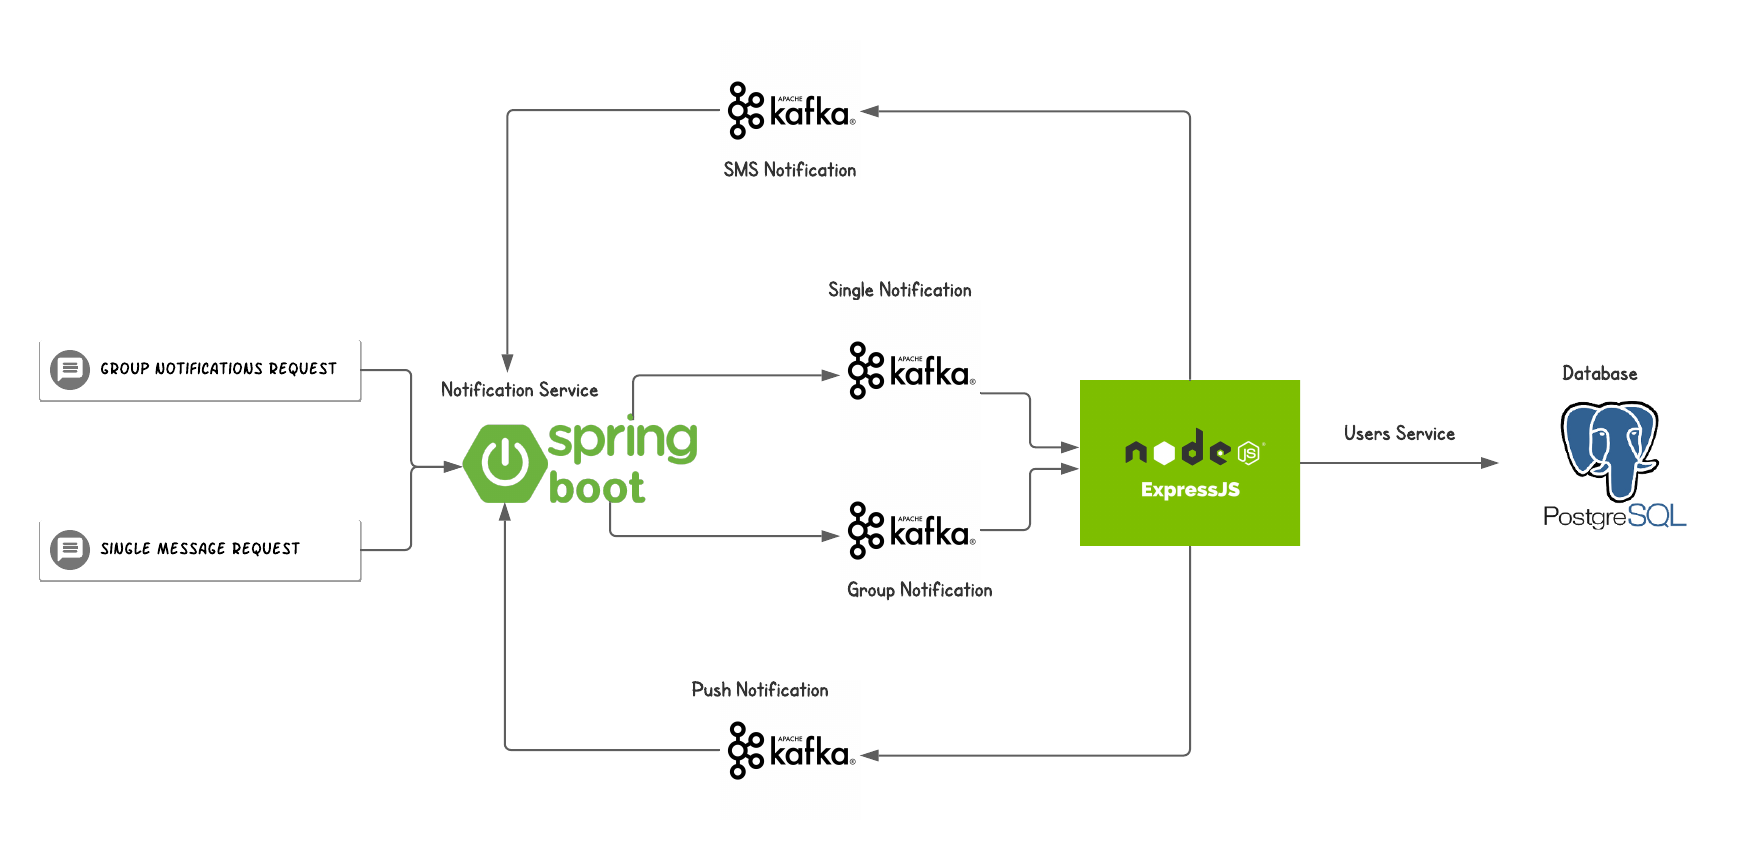 APACHE
kafka®
SMS Notification
Single Notification
GROUP NOTIFICATIONS REQUEST
APACHE
kafka®
Notification Service
Database
spring
boot
Users Service
node
JS
ExpressJS
SINGLE MESSAGE REQUEST
APACHE
kafka®
PostgreSQL
Group Notification
Push Notification
APACHE
kafka®